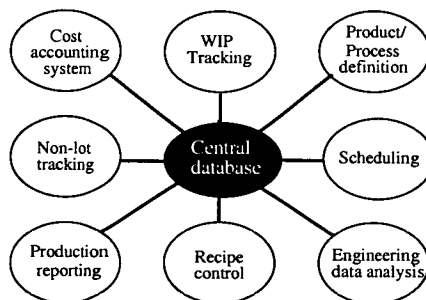 Cost
accounting
system
WIP
Tracking
Product/
Process
definition
Non-lot
tracking
Central
database
Scheduling
Production
reporting
Recipe
control
Engineering
data analysis